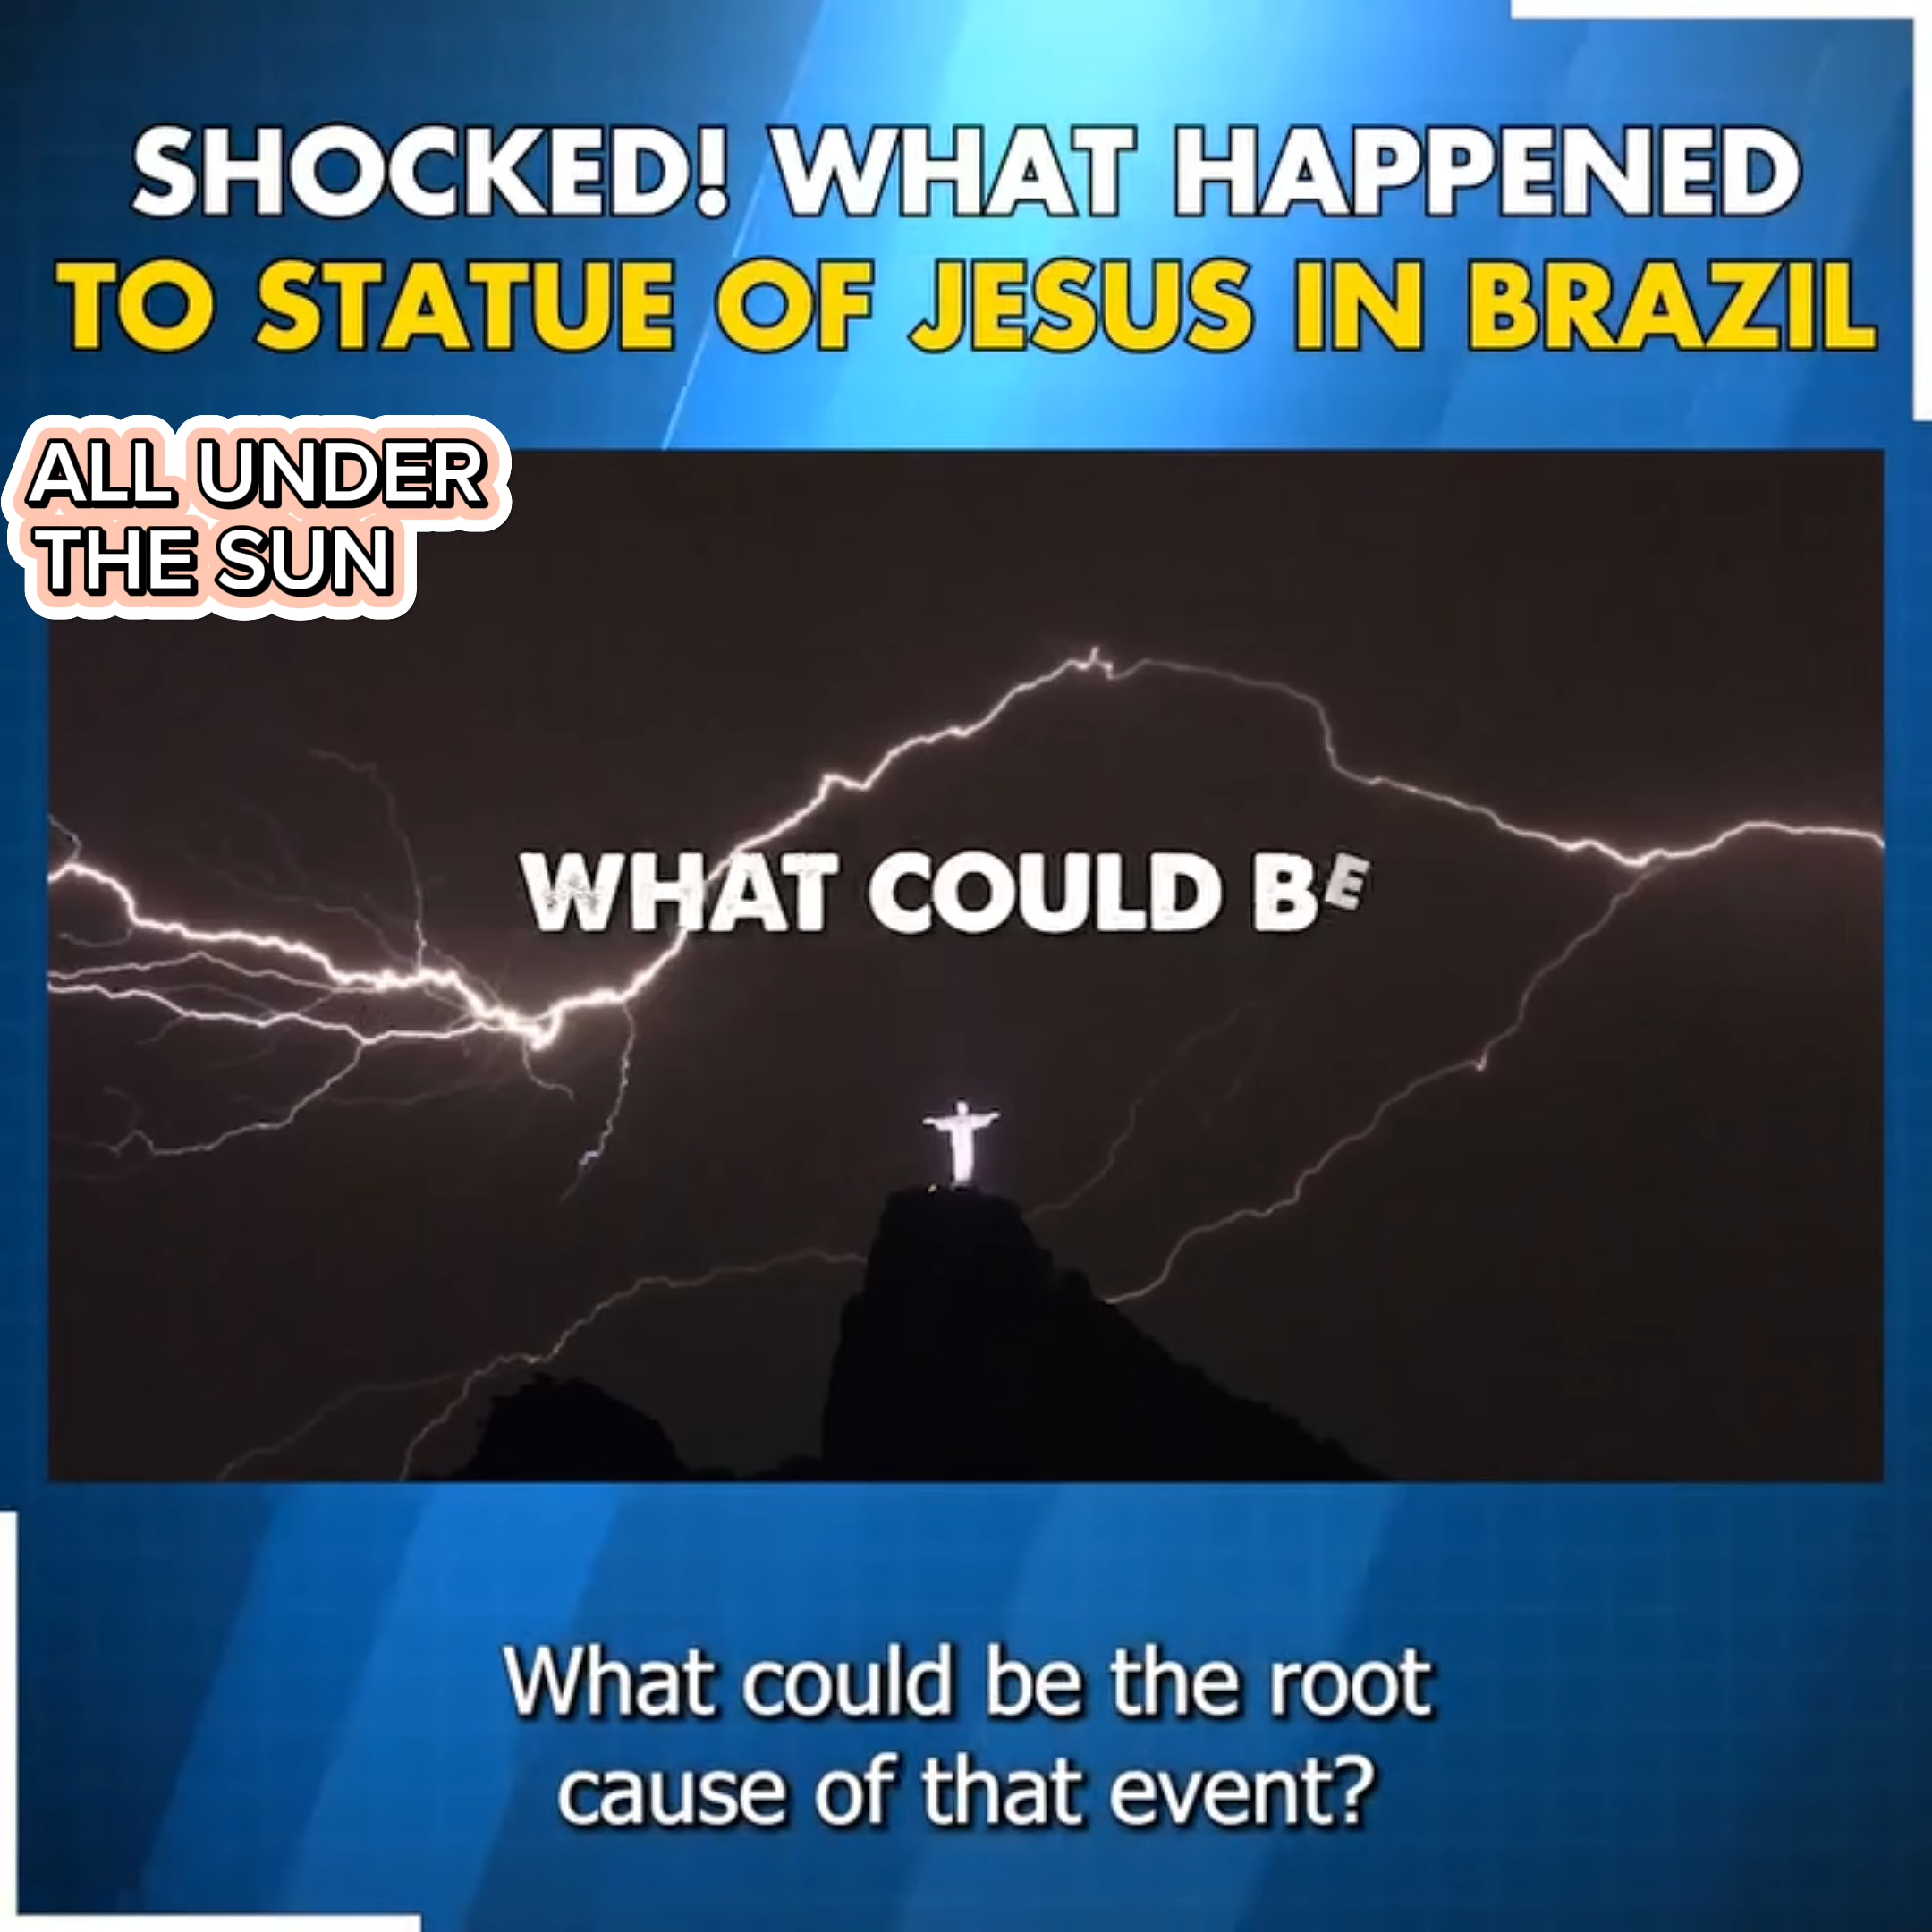 SHOCKED! WHAT HAPPENED
TO STATUE OF JESUS IN BRAZIL
ALL UNDER
THE SUN
WHAT COULD BE
What could be the root
cause of that event?